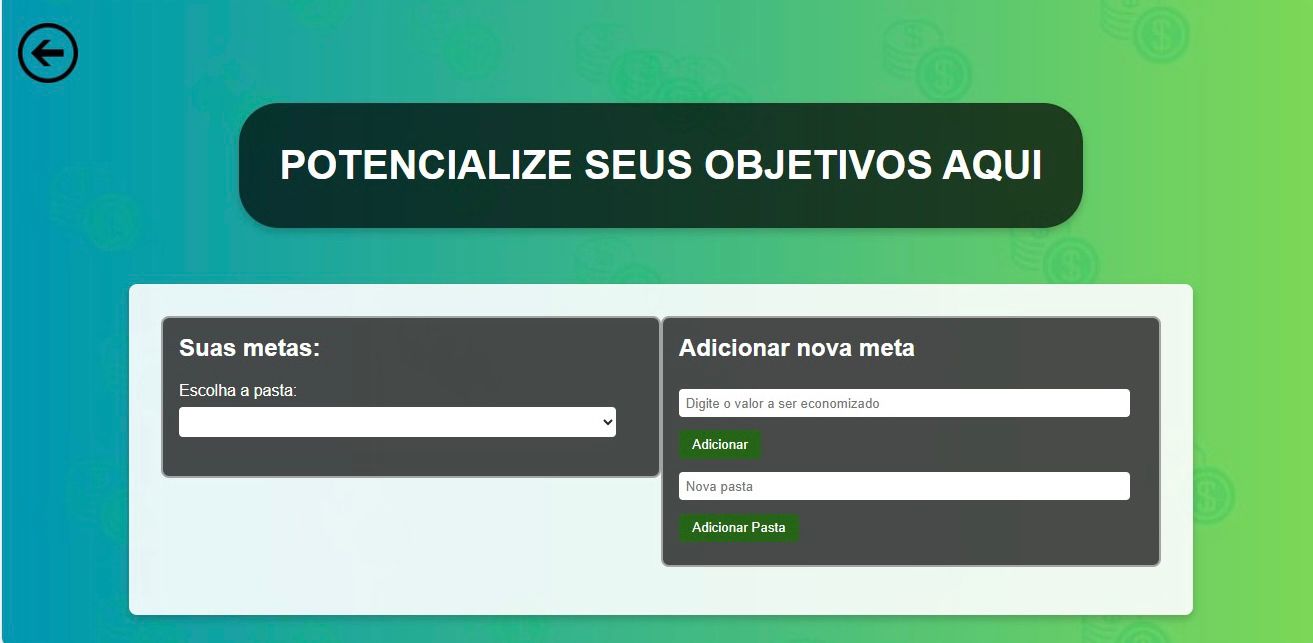 POTENCIALIZE SEUS OBJETIVOS AQUI
Suas metas:
Escolha a pasta:
Adicionar nova meta
Digite o valor a ser economizado
Adicionar
Nova pasta
Adicionar Pasta